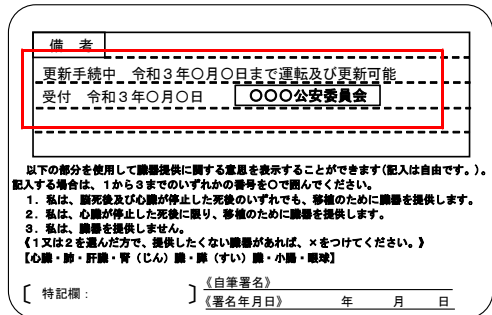 備 考
更新手続中 令和３年○月○日まで運転及び更新可能
受付 令和３年○月○日 ○○○公安委員会
以下の部分を使用して臓器提供に関する意思を表示することができます(記入は自由です。)。
記入する場合は、１から３までのいずれかの番号を○で囲んでください。
１．私は、脳死後及び心臓が停止した死後のいずれでも、移植のために臓器を提供します。
２．私は、心臓が停止した死後に限り、移植のために臓器を提供します。
３．私は、臓器を提供しません。
《１又は２を選んだ方で、提供したくない臓器があれば、×をつけてください。》
【心臓・肺・肝臓・腎（じん）臓・膵（すい）臓・小腸・眼球】
〔 特記欄： 〕 《自筆署名》
《署名年月日》 年 月 日